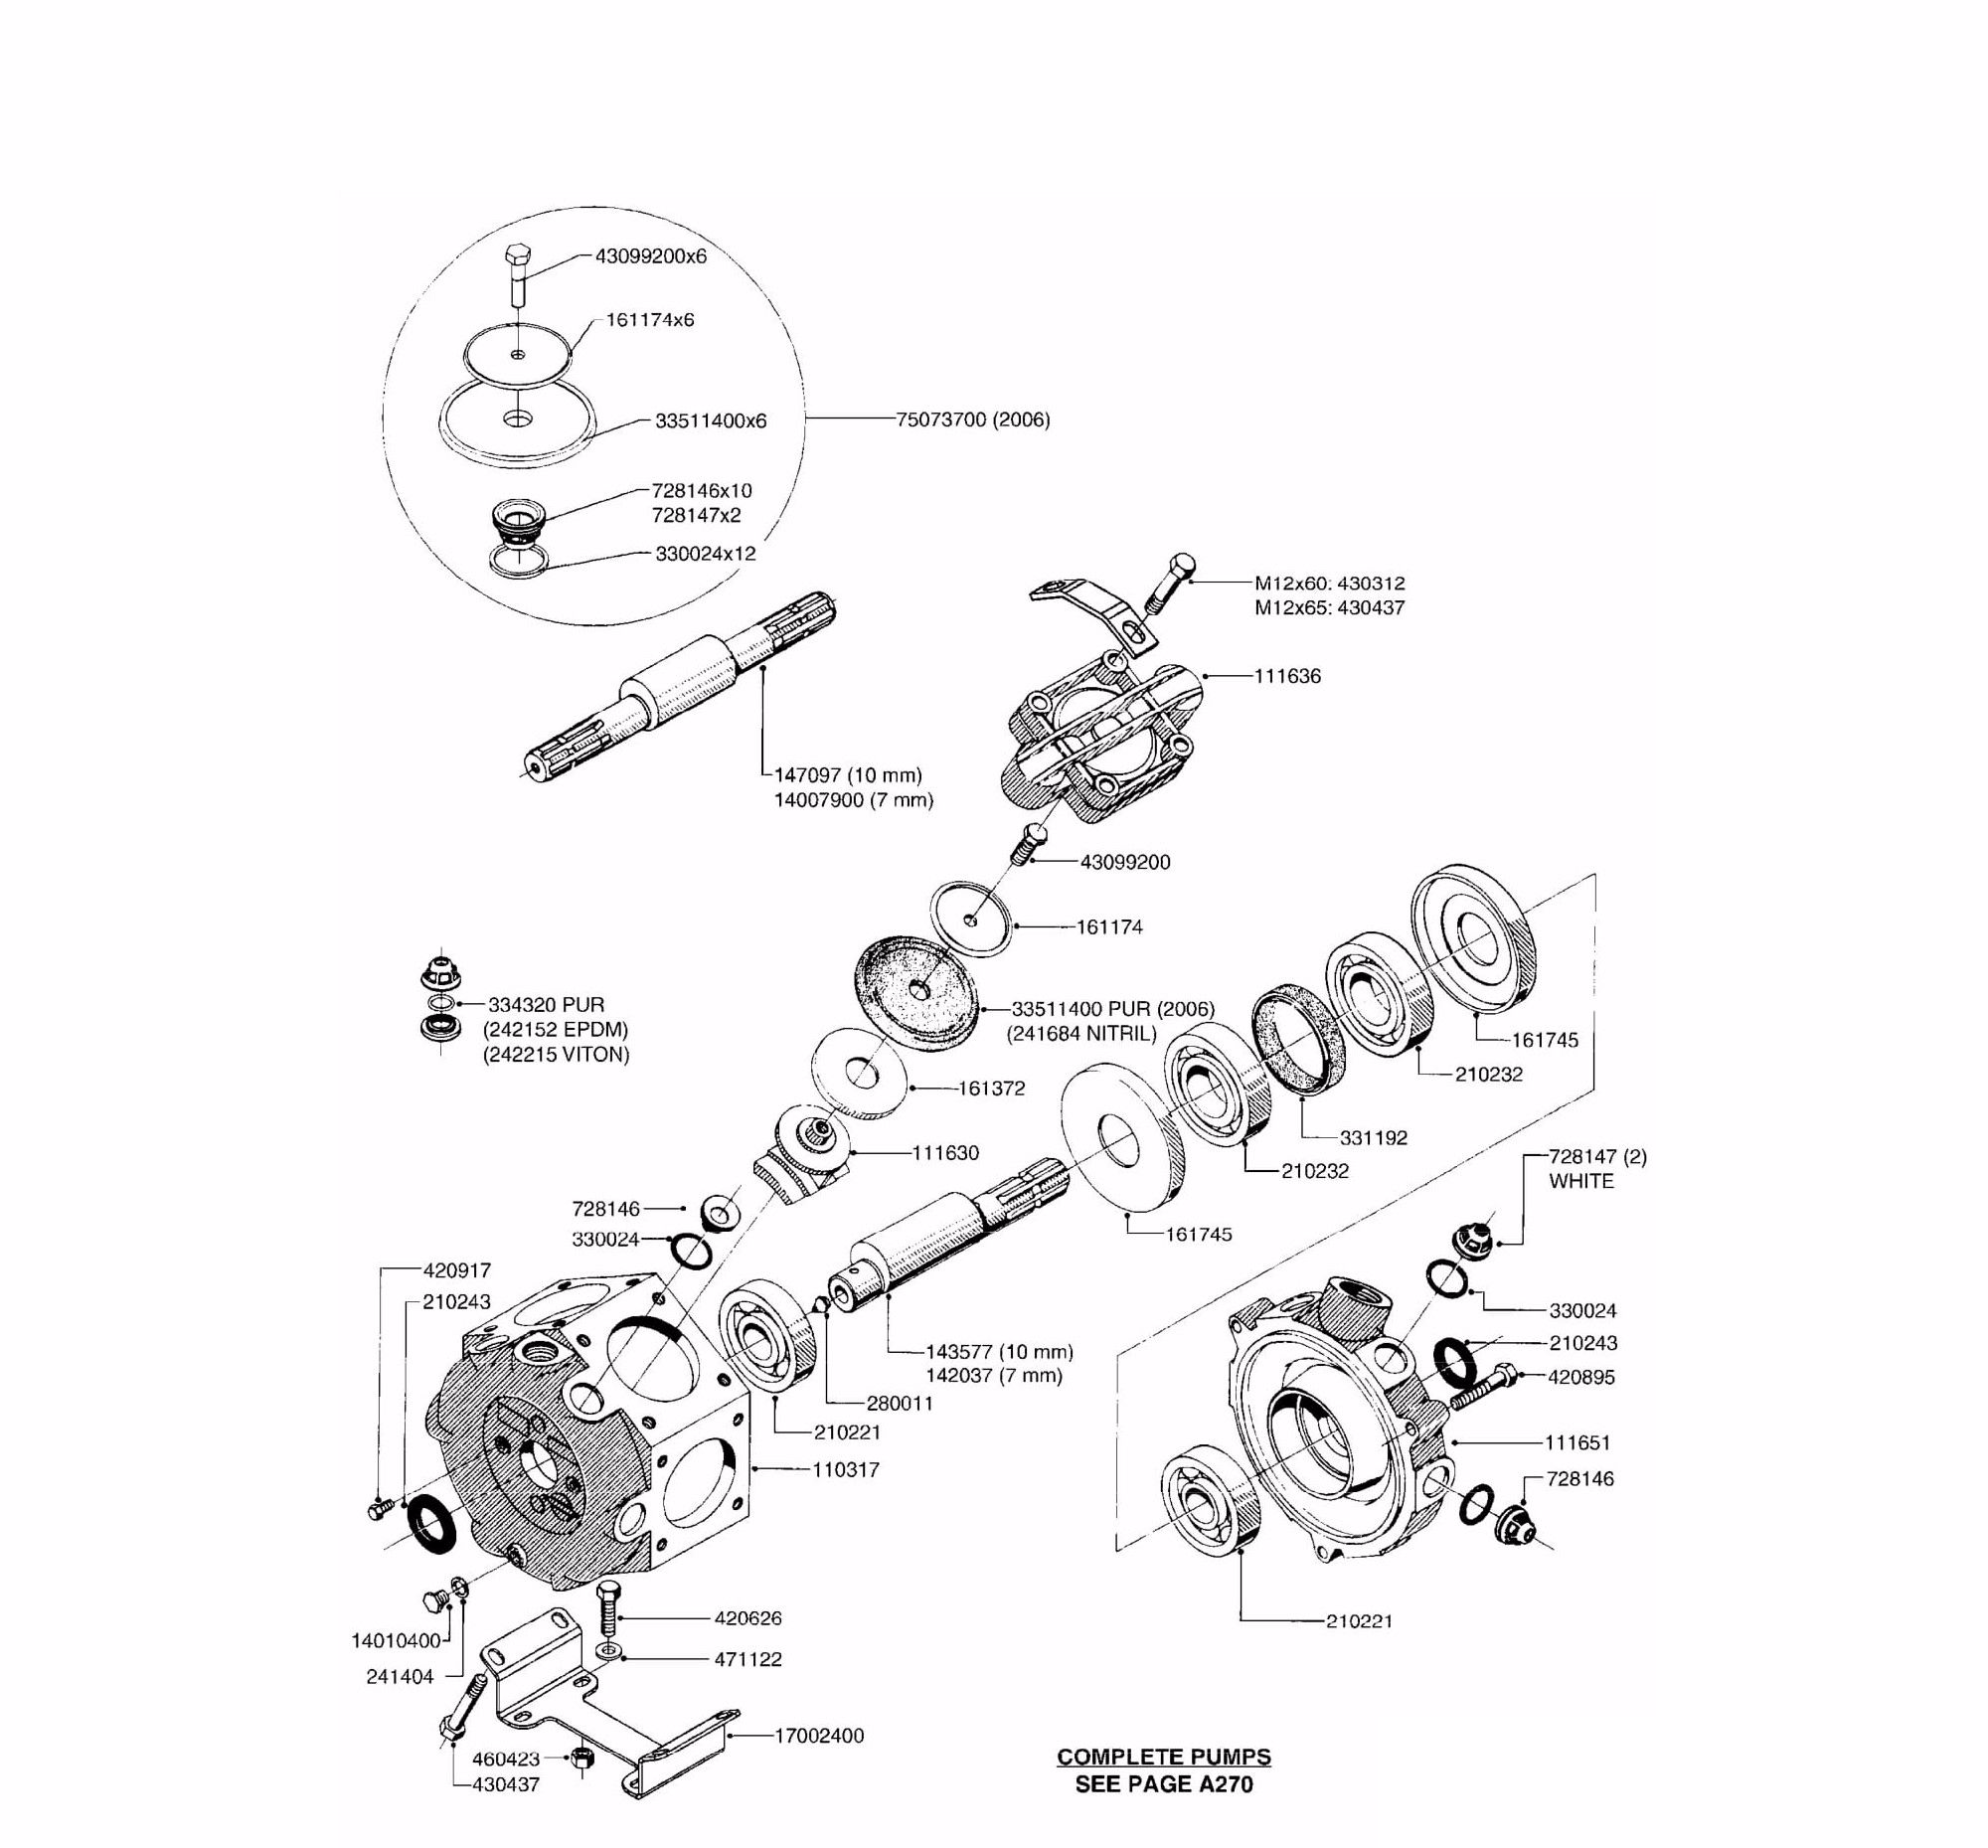 43099200x6
161174x6
33511400x6
75073700 (2006)
728146x10
728147x2
330024x12
M12x60: 430312
M12x65: 430437
111636
147097 (10 mm)
14007900 (7 mm)
43099200
161174
334320 PUR
(242152 EPDM)
(242215 VITON)
33511400 PUR (2006)
(241684 NITRIL)
161745
210232
161372
331192
210232
111630
728147 (2)
WHITE
728146
330024
161745
420917
210243
330024
210243
420895
143577 (10 mm)
142037 (7 mm)
280011
210221
110317
111651
728146
210221
14010400
241404
420626
471122
17002400
460423
430437
COMPLETE PUMPS
SEE PAGE A270